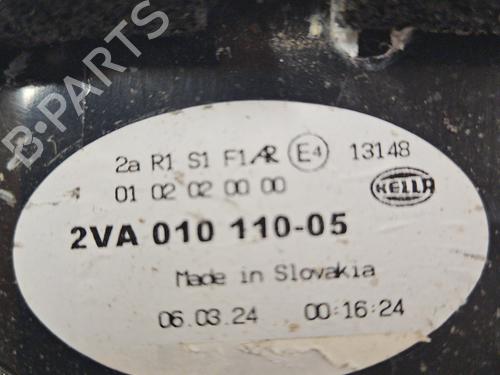 B-PARTS
2a R1 S1 F1 AR E4 13148
01 02 02 00 00
HELLA
2VA 010 110-05
Made in Slovakia
06.03.24 00:16:24